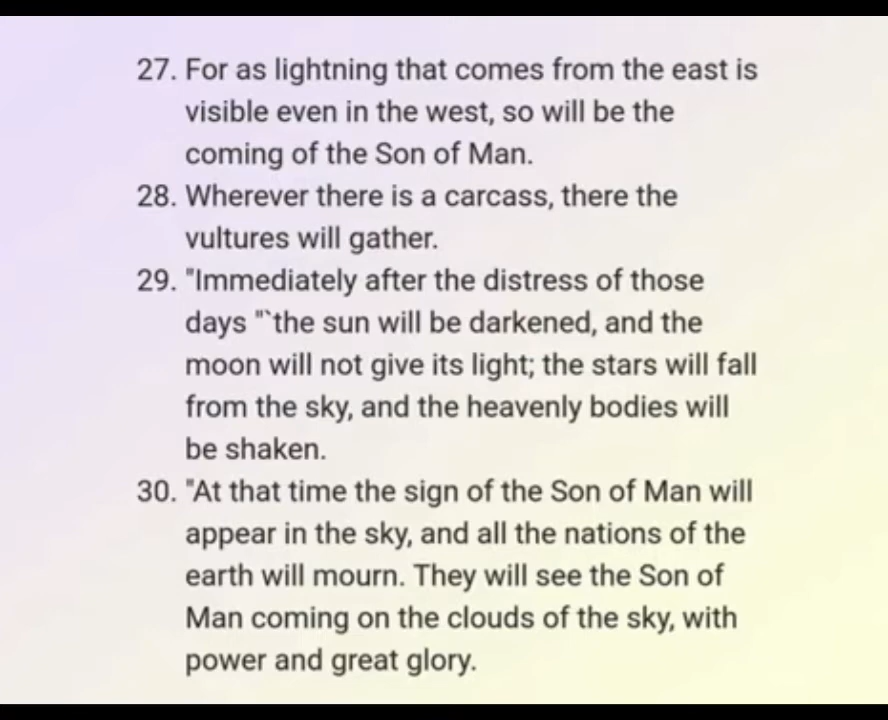 27. For as lightning that comes from the east is
visible even in the west, so will be the
coming of the Son of Man.
28. Wherever there is a carcass, there the
vultures will gather.
29. "Immediately after the distress of those
days "`the sun will be darkened, and the
moon will not give its light; the stars will fall
from the sky, and the heavenly bodies will
be shaken.
30. "At that time the sign of the Son of Man will
appear in the sky, and all the nations of the
earth will mourn. They will see the Son of
Man coming on the clouds of the sky, with
power and great glory.